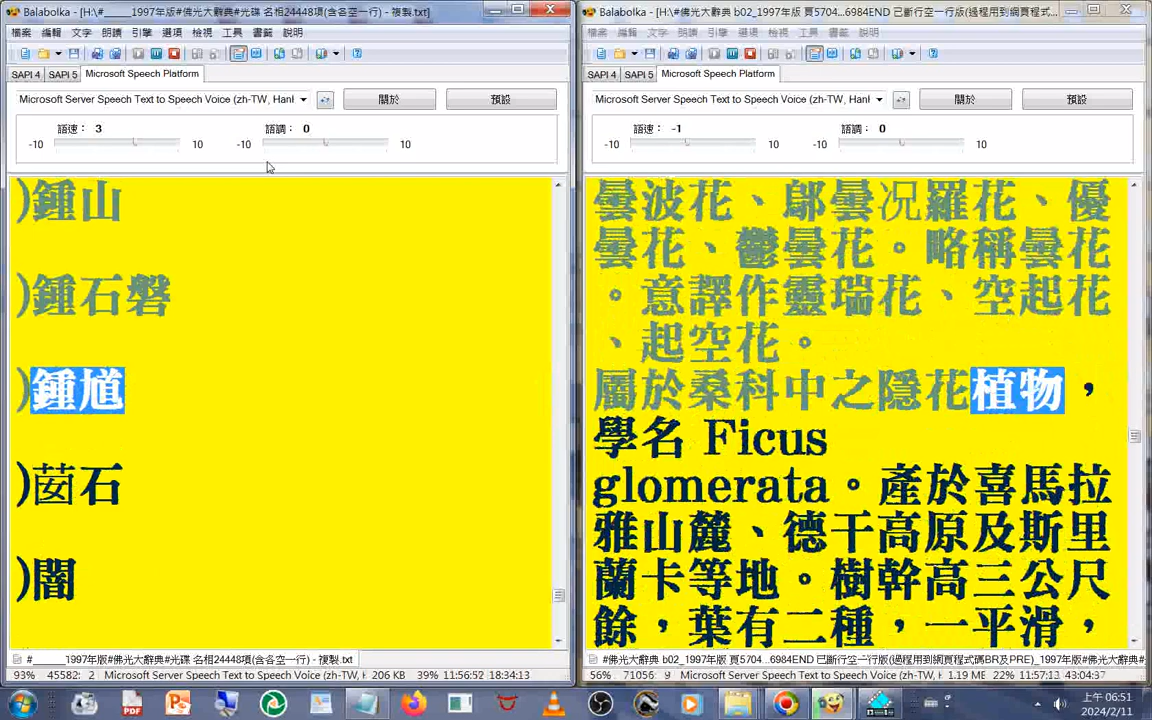 Balabolka - [H:\#_____1997年版#佛光大辭典#光碟 名相24448項(含各空一行) - 複製.txt]
檔案 編輯 文字 朗讀 引擎 選項 檢視 工具 書籤 說明
SAPI 4 SAPI 5 Microsoft Speech Platform
Microsoft Server Speech Text to Speech Voice (zh-TW, Hanl
關於 預設
語速： 3 語調： 0
-10 10 -10 10
)鍾山
)鍾石磬
)鍾馗
)蔨石
)闇
#_____1997年版#佛光大辭典#光碟 名相24448項(含各空一行) - 複製.txt
93% 45582: 2 Microsoft Server Speech Text to Speech Voice (zh-TW, H 206 KB 39% 11:56:52 18:34:13
Balabolka - [H:\#佛光大辭典 b02_1997年版 頁5704...6984END 已斷行空一行版(過程用到網頁程式...
檔案 編輯 文字 朗讀 引擎 選項 檢視 工具 書籤 說明
SAPI 4 SAPI 5 Microsoft Speech Platform
Microsoft Server Speech Text to Speech Voice (zh-TW, Hanl
關於 預設
語速： -1 語調： 0
-10 10 -10 10
曇波花、鄔曇况羅花、優
曇花、鬱曇花。略稱曇花
。意譯作靈瑞花、空起花
、起空花。
屬於桑科中之隱花植物，
學名 Ficus
glomerata。產於喜馬拉
雅山麓、德干高原及斯里
蘭卡等地。樹幹高三公尺
餘，葉有二種，一平滑，
#佛光大辭典 b02_1997年版 頁5704...6984END 已斷行空一行版(過程用到網頁程式碼BR及PRE)_1997年版#佛光大辭典#
56% 71056: 9 Microsoft Server Speech Text to Speech Voice (zh-TW, H 1.19 MB 22% 11:57:13 43:04:37
上午 06:51
2024/2/11